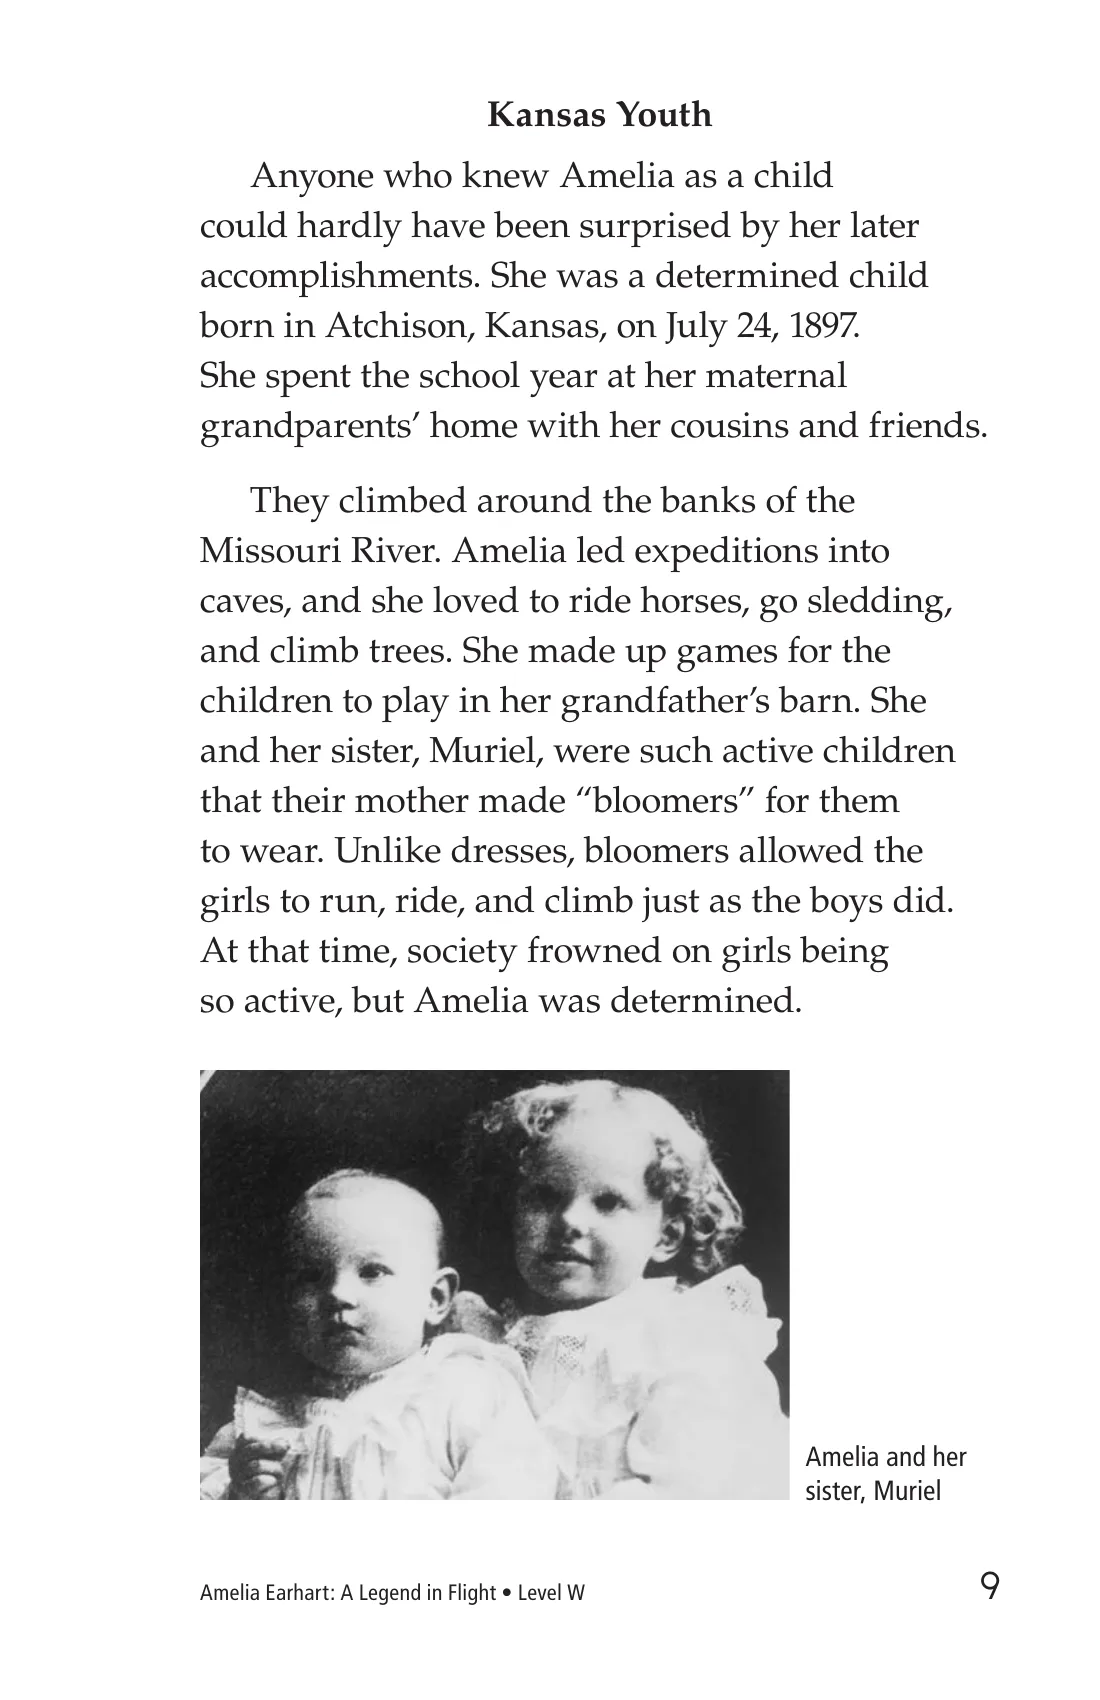 Kansas Youth
Anyone who knew Amelia as a child
could hardly have been surprised by her later
accomplishments. She was a determined child
born in Atchison, Kansas, on July 24, 1897.
She spent the school year at her maternal
grandparents’ home with her cousins and friends.
They climbed around the banks of the
Missouri River. Amelia led expeditions into
caves, and she loved to ride horses, go sledding,
and climb trees. She made up games for the
children to play in her grandfather’s barn. She
and her sister, Muriel, were such active children
that their mother made “bloomers” for them
to wear. Unlike dresses, bloomers allowed the
girls to run, ride, and climb just as the boys did.
At that time, society frowned on girls being
so active, but Amelia was determined.
Amelia and her
sister, Muriel
Amelia Earhart: A Legend in Flight • Level W
9